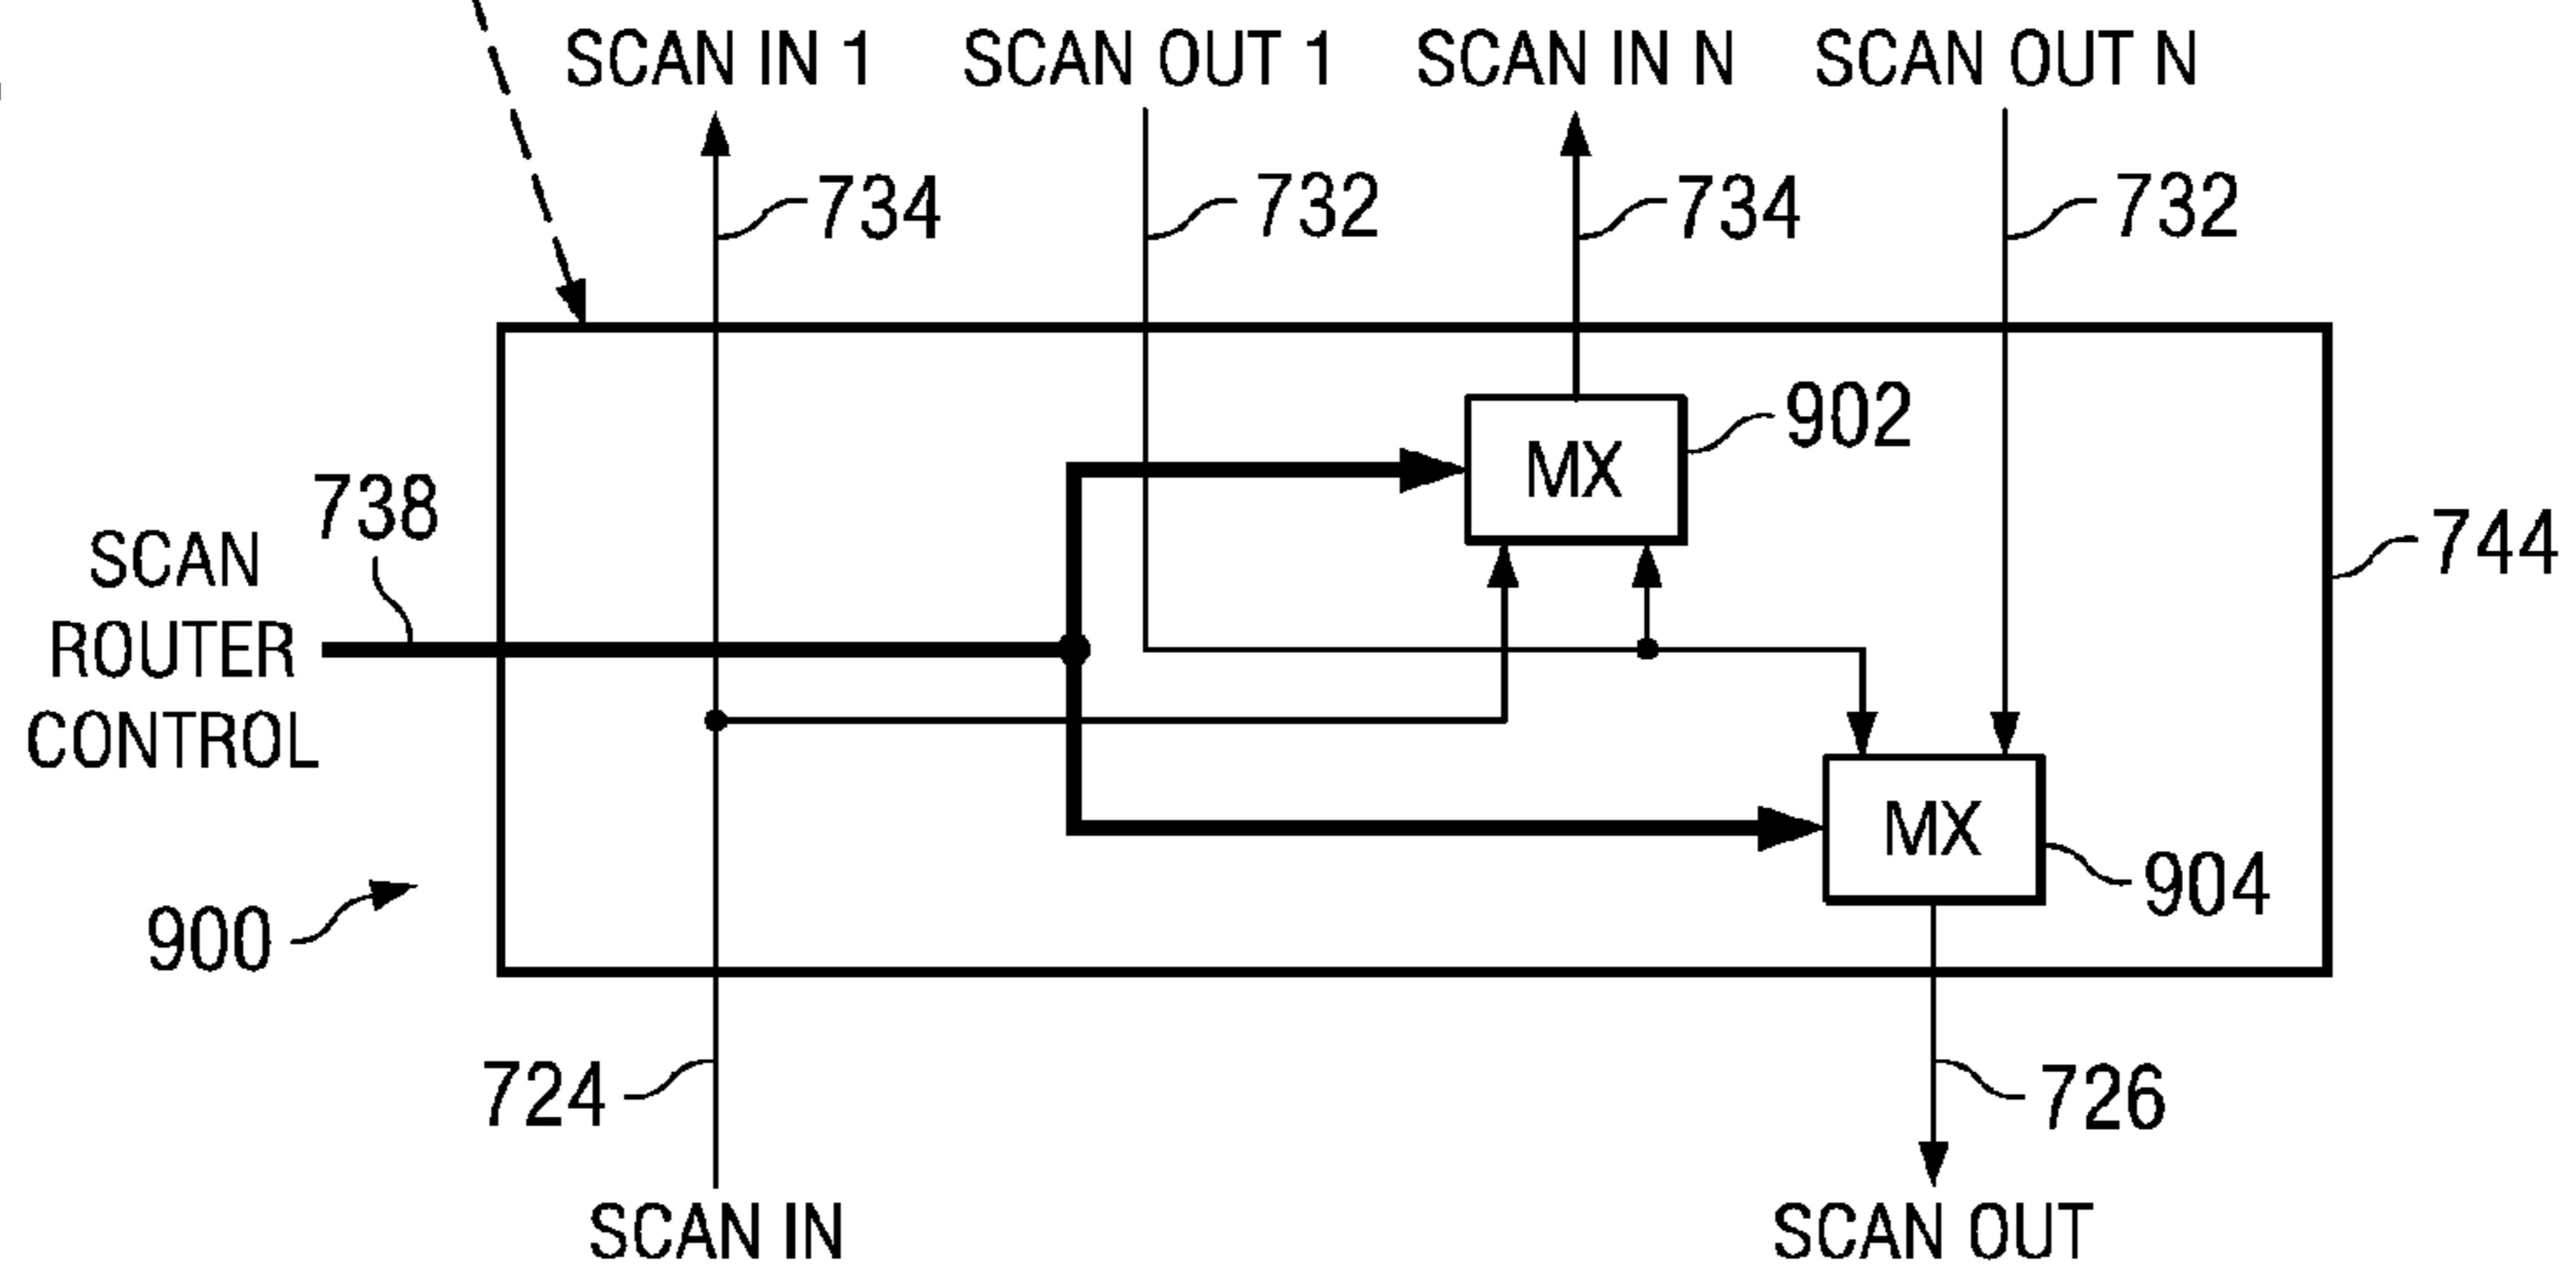 SCAN IN 1 SCAN OUT 1 SCAN IN N SCAN OUT N
734 732 734 732
902
MX
738
744
SCAN
ROUTER
CONTROL
MX
904
900
724
726
SCAN IN
SCAN OUT